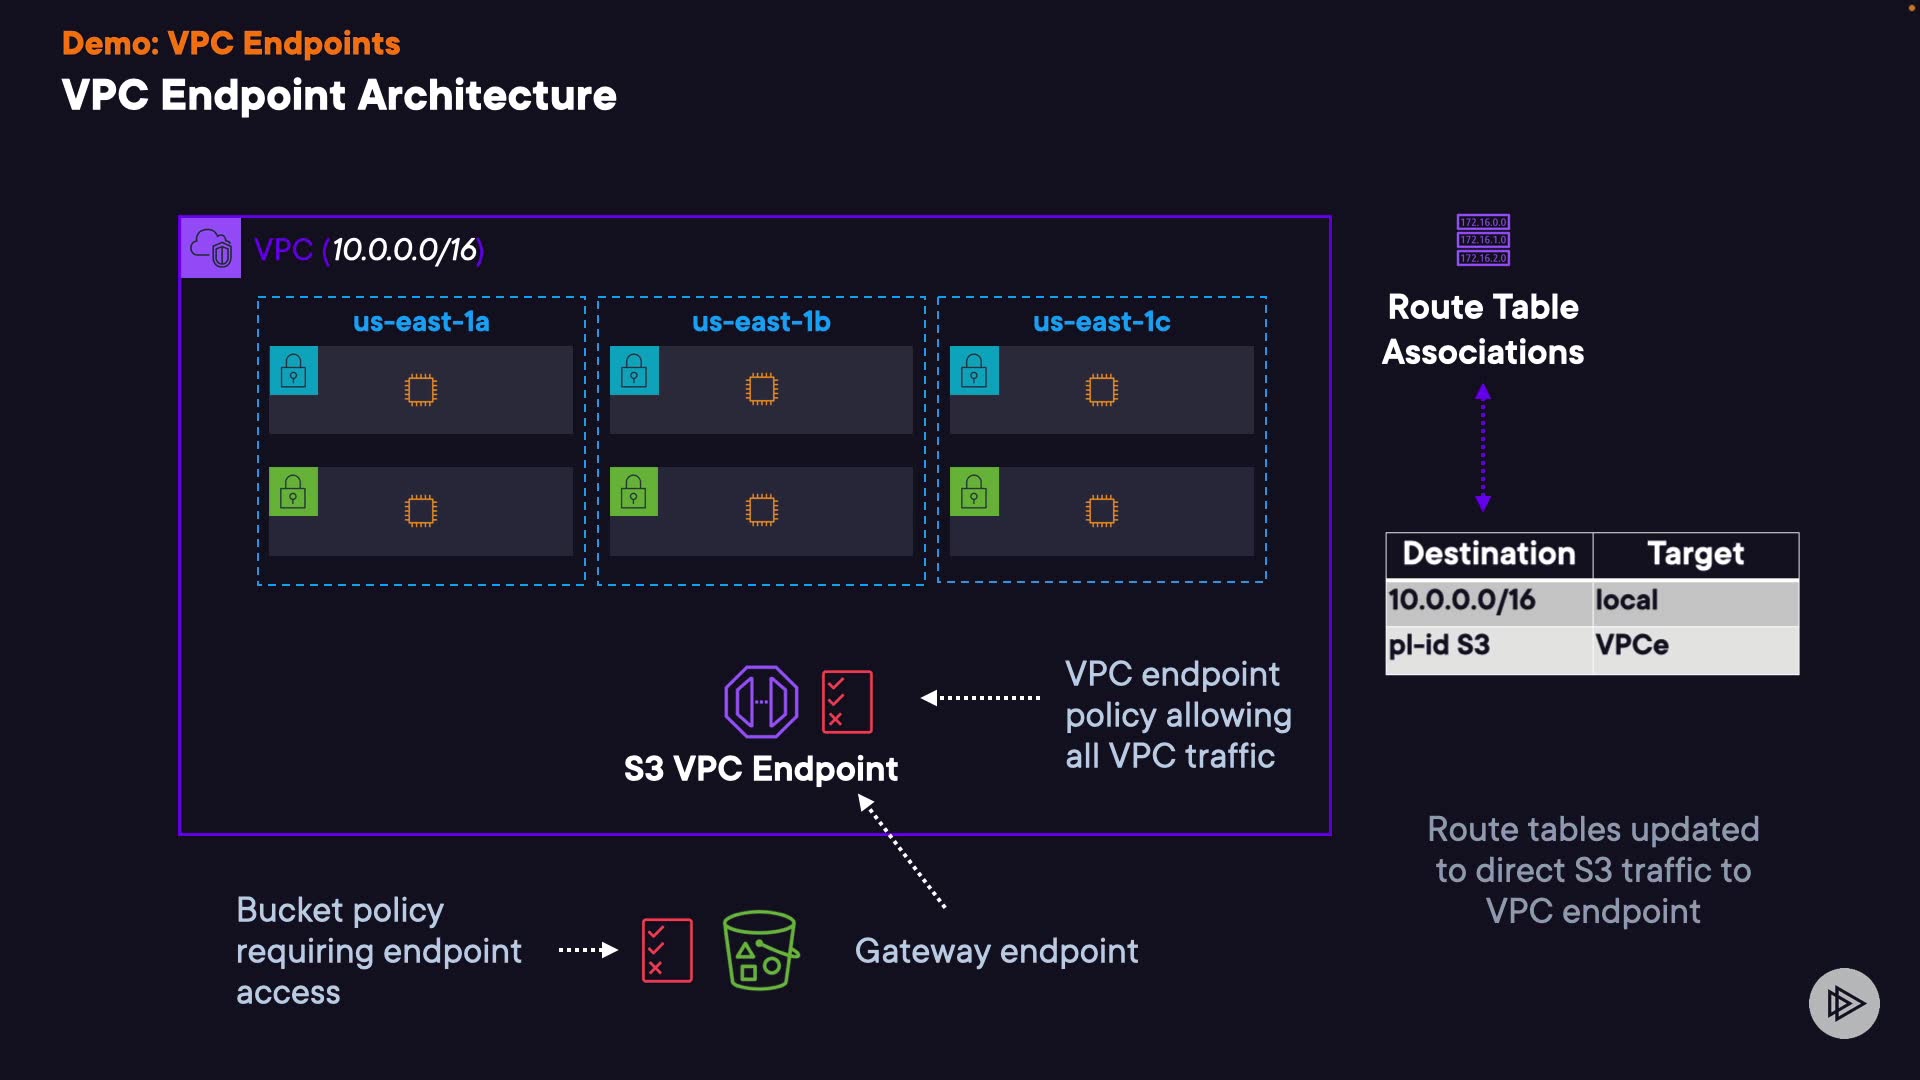 Demo: VPC Endpoints
VPC Endpoint Architecture
VPC (10.0.0.0/16)
us-east-1a
us-east-1b
us-east-1c
172.16.0.0
172.16.1.0
172.16.2.0
Route Table
Associations
Destination Target
10.0.0.0/16 local
pl-id S3 VPCe
VPC endpoint
policy allowing
all VPC traffic
S3 VPC Endpoint
Route tables updated
to direct S3 traffic to
VPC endpoint
Bucket policy
requiring endpoint
access
Gateway endpoint